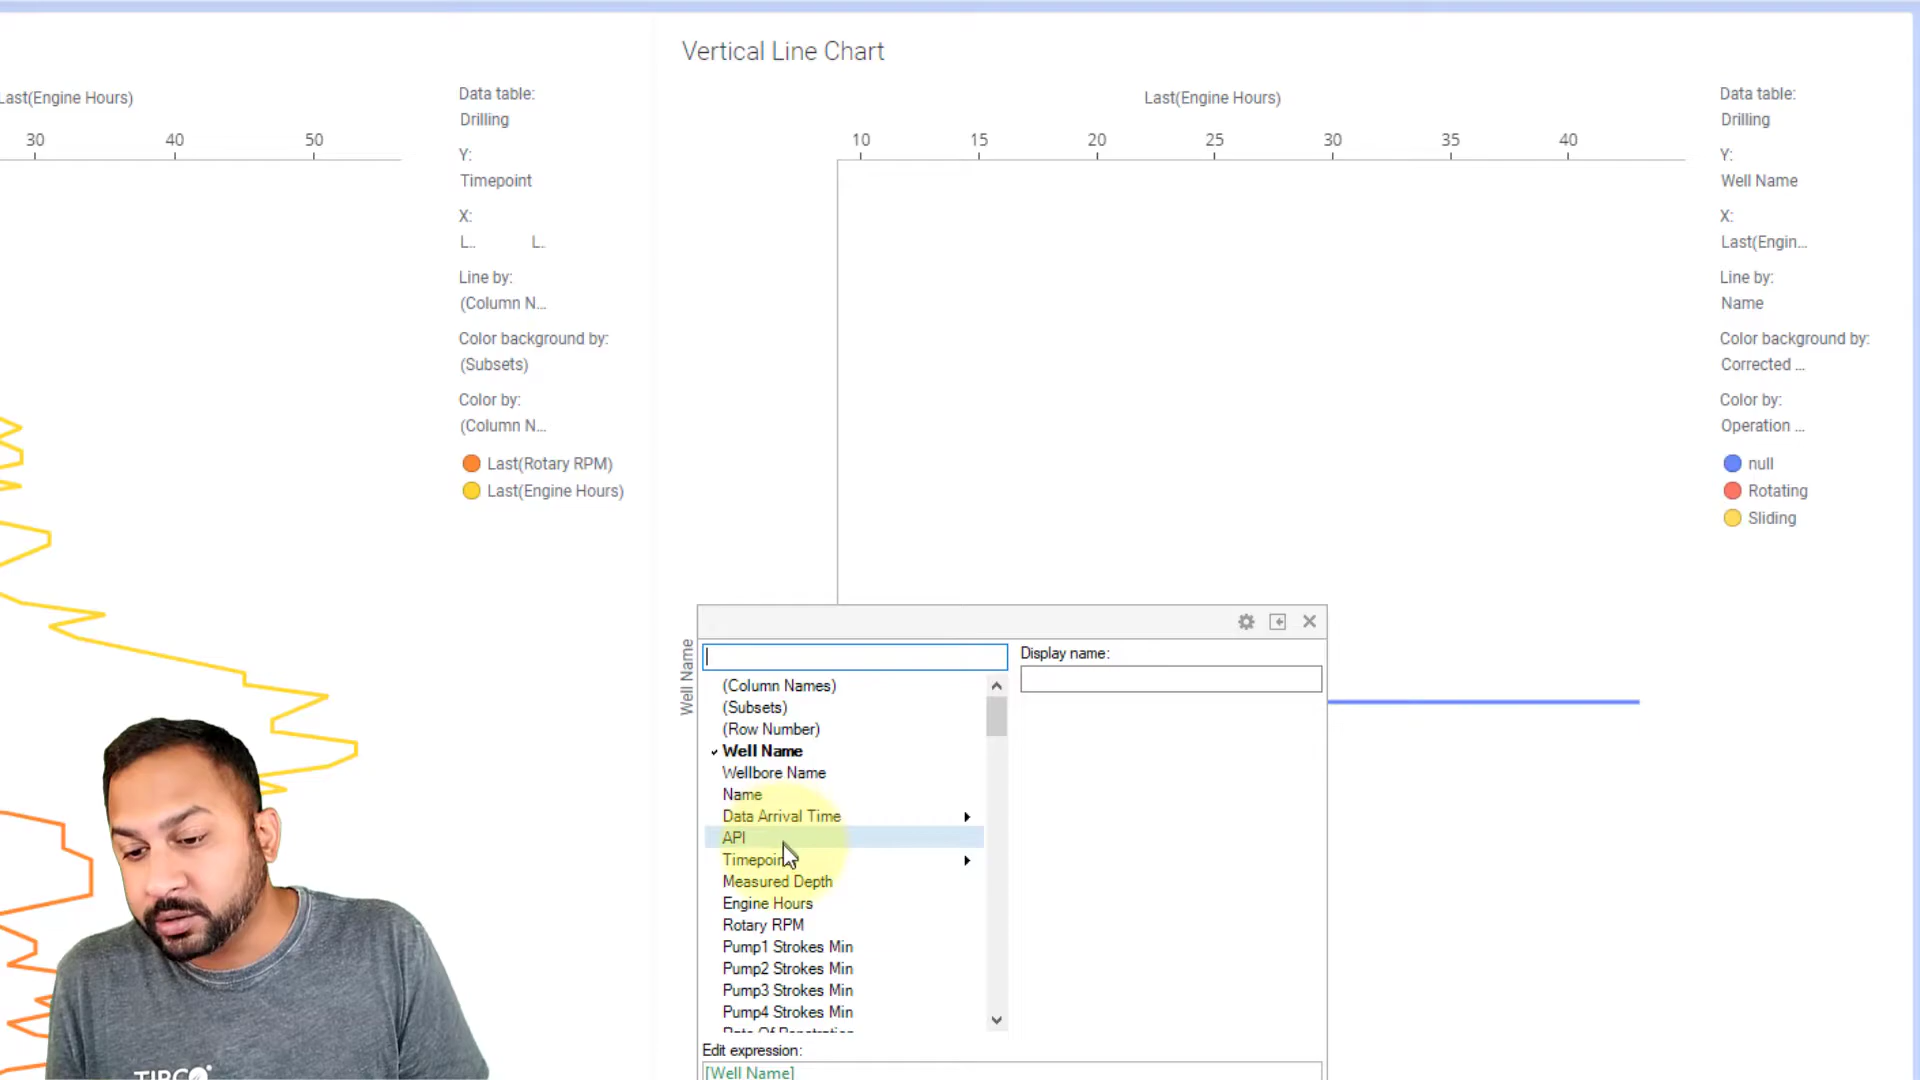 Last(Engine Hours)
30 40 50
Data table:
Drilling
Y:
Timepoint
X:
L.. L.
Line by:
(Column N...
Color background by:
(Subsets)
Color by:
(Column N...
Last(Rotary RPM)
Last(Engine Hours)
Vertical Line Chart
Last(Engine Hours)
10 15 20 25 30 35 40
Well Name
Data table:
Drilling
Y:
Well Name
X:
Last(Engin...
Line by:
Name
Color background by:
Corrected ...
Color by:
Operation ...
null
Rotating
Sliding
Display name:
(Column Names)
(Subsets)
(Row Number)
Well Name
Wellbore Name
Name
Data Arrival Time
API
Timepoint
Measured Depth
Engine Hours
Rotary RPM
Pump1 Strokes Min
Pump2 Strokes Min
Pump3 Strokes Min
Pump4 Strokes Min
Rate Of Penetration
Edit expression:
[Well Name]
TIBCO